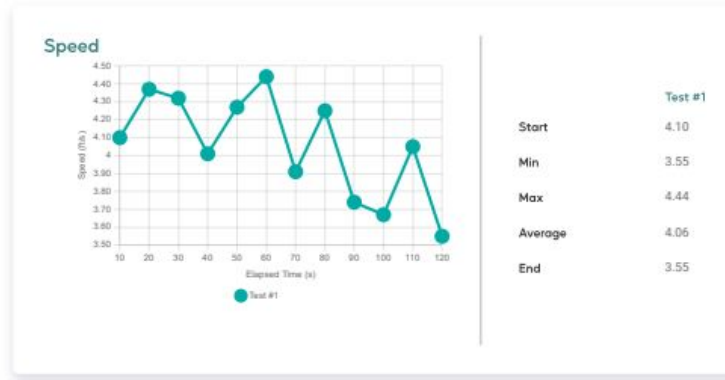 Speed
4.50
4.40
4.30
4.20
4.10
4
3.90
3.80
3.70
3.60
3.50
Speed (ft/s)
10 20 30 40 50 60 70 80 90 100 110 120
Elapsed Time (s)
Test #1
Test #1
Start 4.10
Min 3.55
Max 4.44
Average 4.06
End 3.55